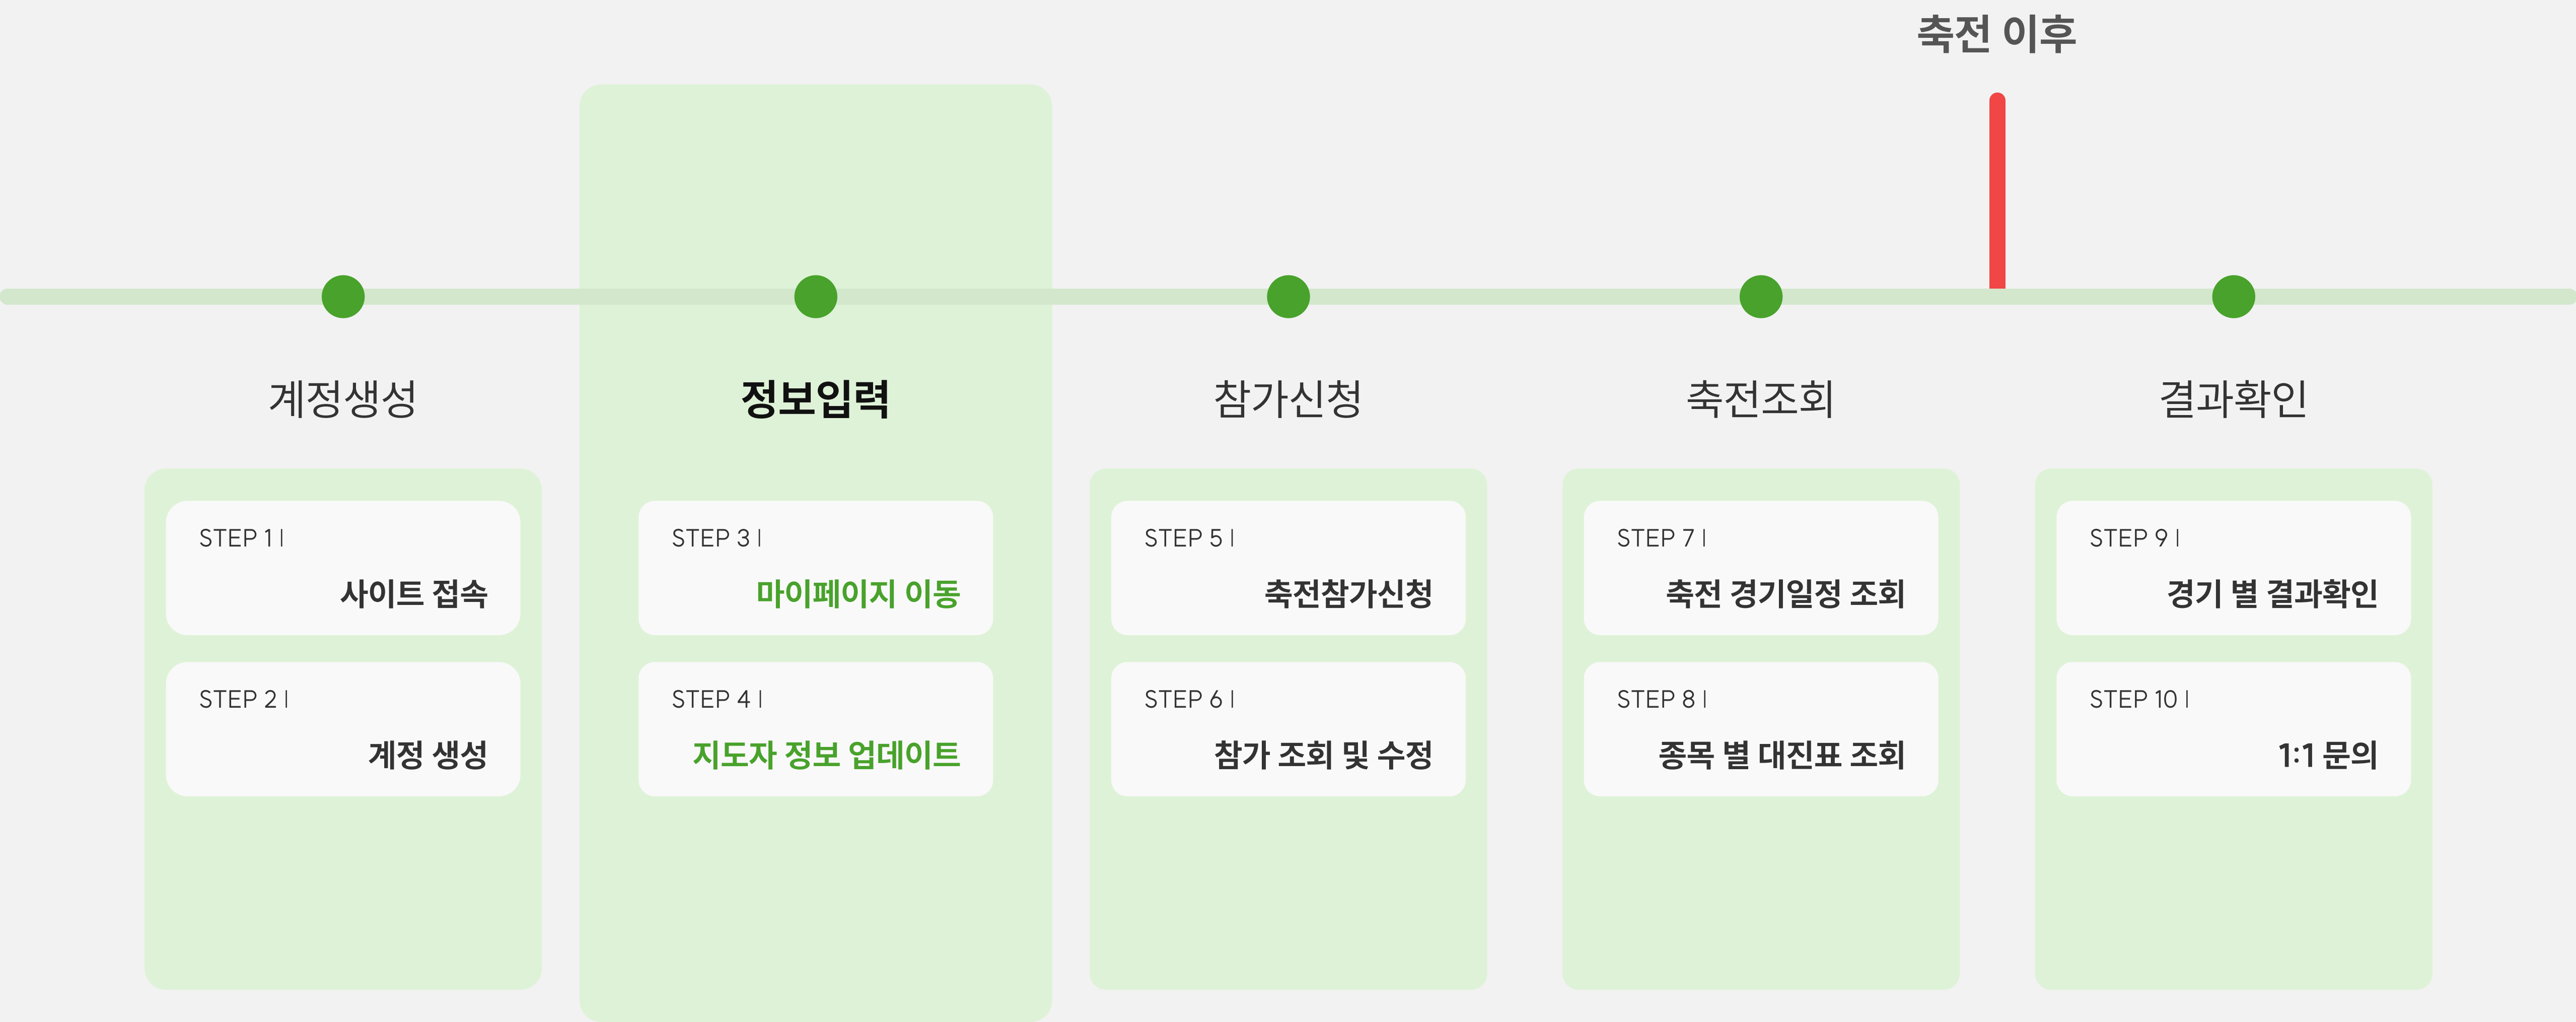 축전 이후
계정생성
STEP 1 |
사이트 접속
STEP 2 |
계정 생성
정보입력
STEP 3 |
마이페이지 이동
STEP 4 |
지도자 정보 업데이트
참가신청
STEP 5 |
축전참가신청
STEP 6 |
참가 조회 및 수정
축전조회
STEP 7 |
축전 경기일정 조회
STEP 8 |
종목 별 대진표 조회
결과확인
STEP 9 |
경기 별 결과확인
STEP 10 |
1:1 문의